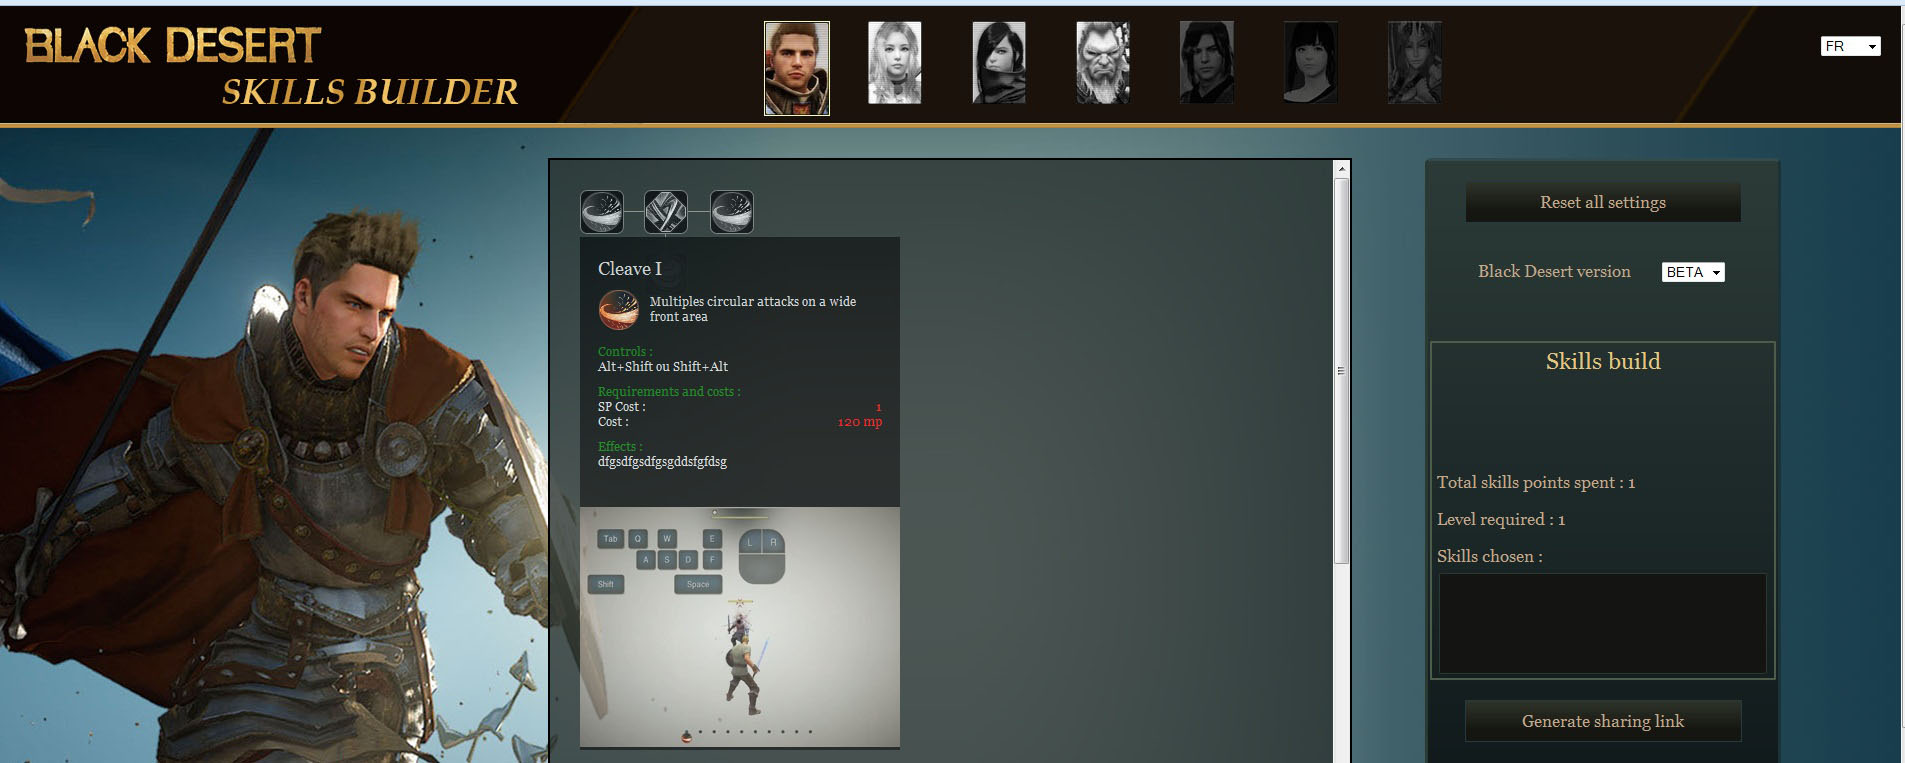 BLACK DESERT
SKILLS BUILDER
FR
Cleave I
Multiples circular attacks on a wide
front area
Controls :
Alt+Shift ou Shift+Alt
Requirements and costs :
SP Cost : 1
Cost : 120 mp
Effects :
dfgsdfgsdfgsgddsfgfdsg
Tab Q W E L R
A S D F
Shift Space
Reset all settings
Black Desert version BETA
Skills build
Total skills points spent : 1
Level required : 1
Skills chosen :
Generate sharing link